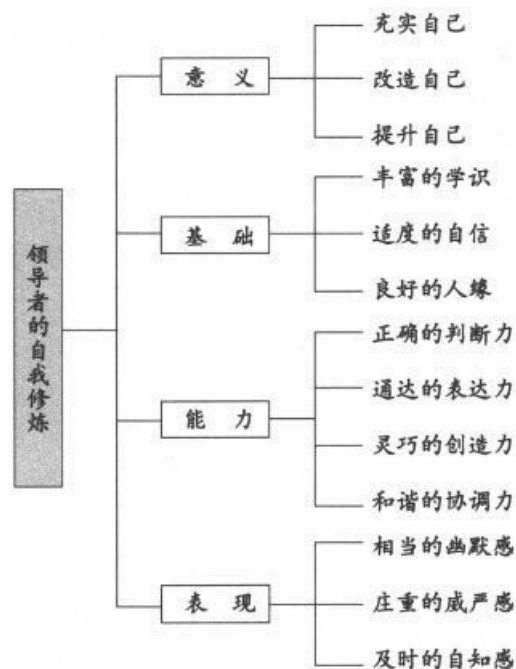 领导者的自我修炼
意义
充实自己
改造自己
提升自己
基础
丰富的学识
适度的自信
良好的人缘
能力
正确的判断力
通达的表达力
灵巧的创造力
和谐的协调力
表现
相当的幽默感
庄重的威严感
及时的自知感